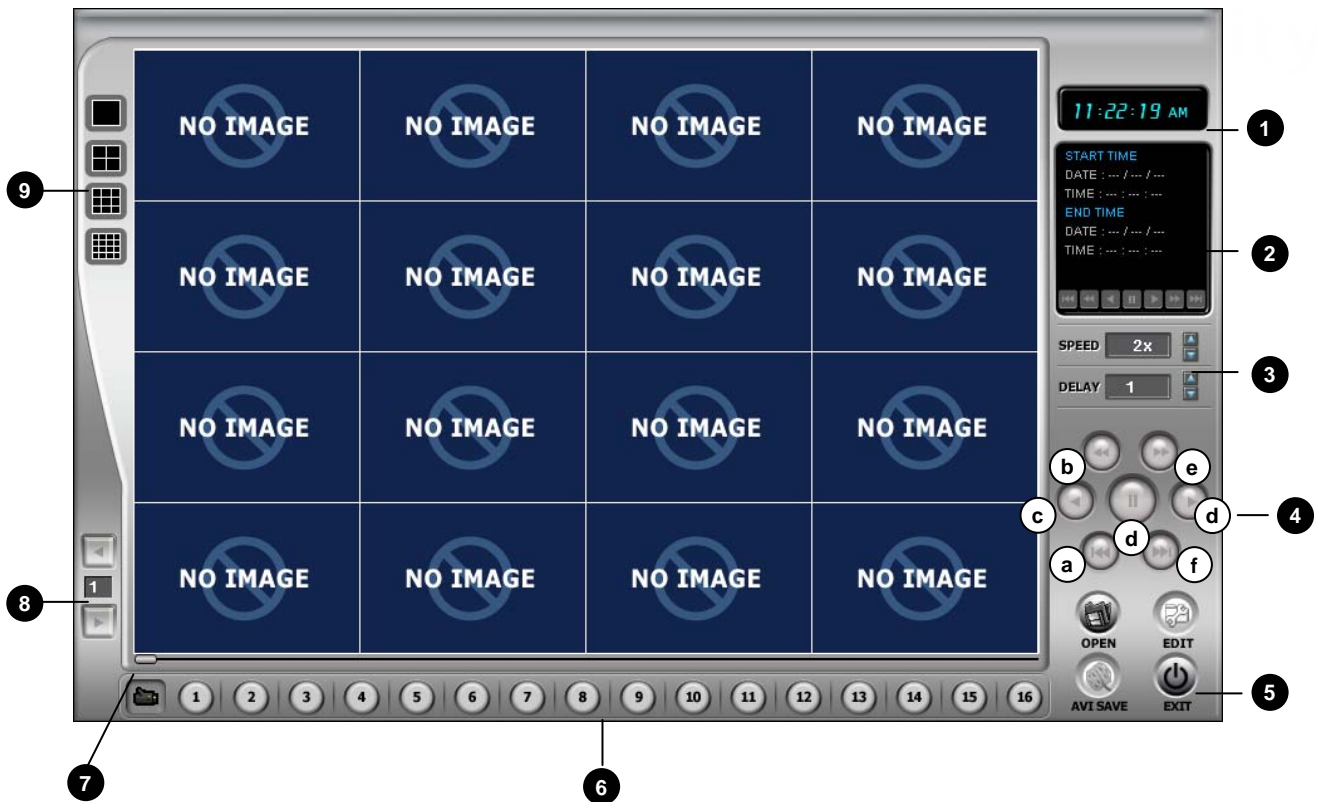 NO IMAGE NO IMAGE NO IMAGE NO IMAGE
NO IMAGE NO IMAGE NO IMAGE NO IMAGE
NO IMAGE NO IMAGE NO IMAGE NO IMAGE
NO IMAGE NO IMAGE NO IMAGE NO IMAGE
11:22:19 AM
1
START TIME
DATE : --- / --- / ---
TIME : --- : --- : ---
END TIME
DATE : --- / --- / ---
TIME : --- : --- : ---
2
SPEED 2x
DELAY 1
3
b e
c d 4
d
a f
OPEN EDIT
AVI SAVE EXIT
5
9
1
8
1 2 3 4 5 6 7 8 9 10 11 12 13 14 15 16
7
6